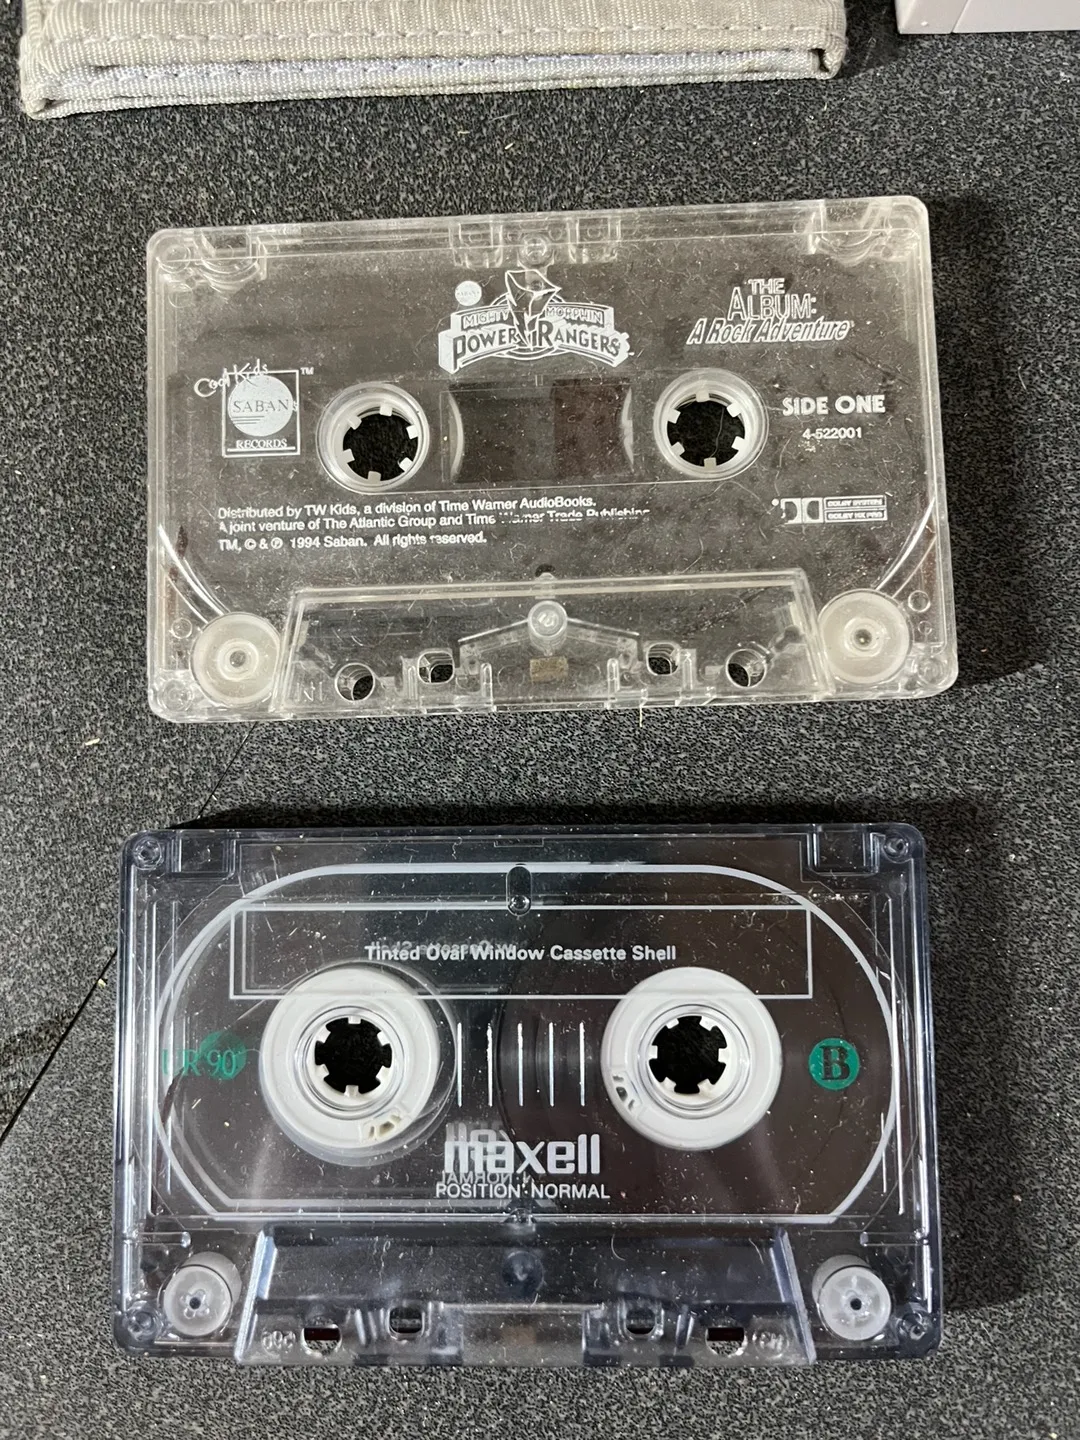 MIGHTY MORPHIN
POWER RANGERS
THE
ALBUM:
A Rock Adventure
Cool Kids
TM
SABAN
RECORDS
SIDE ONE
4-522001
Distributed by TW Kids, a division of Time Warner AudioBooks.
A joint venture of The Atlantic Group and Time Warner Trade Publishing
TM, © & ℗ 1994 Saban. All rights reserved.
DOLBY SYSTEM
DOLBY HX PRO
Tinted Oval Window Cassette Shell
UR 90
B
maxell
POSITION·NORMAL